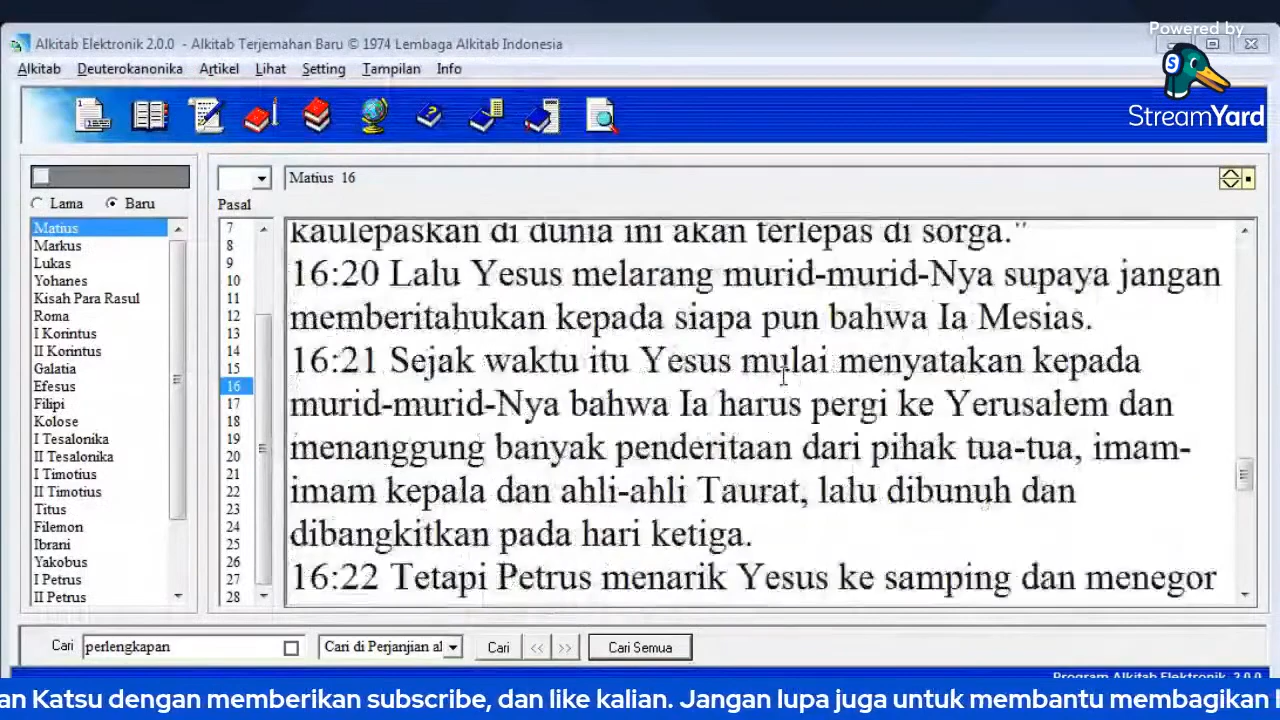 Powered by
StreamYard
Alkitab Elektronik 2.0.0 - Alkitab Terjemahan Baru © 1974 Lembaga Alkitab Indonesia
Alkitab Deuterokanonika Artikel Lihat Setting Tampilan Info
Matius 16
Lama Baru
Pasal
Matius
Markus
Lukas
Yohanes
Kisah Para Rasul
Roma
I Korintus
II Korintus
Galatia
Efesus
Filipi
Kolose
I Tesalonika
II Tesalonika
I Timotius
II Timotius
Titus
Filemon
Ibrani
Yakobus
I Petrus
II Petrus
7
8
9
10
11
12
13
14
15
16
17
18
19
20
21
22
23
24
25
26
27
28
kaulepaskan di dunia ini akan terlepas di sorga."
16:20 Lalu Yesus melarang murid-murid-Nya supaya jangan
memberitahukan kepada siapa pun bahwa Ia Mesias.
16:21 Sejak waktu itu Yesus mulai menyatakan kepada
murid-murid-Nya bahwa Ia harus pergi ke Yerusalem dan
menanggung banyak penderitaan dari pihak tua-tua, imam-
imam kepala dan ahli-ahli Taurat, lalu dibunuh dan
dibangkitkan pada hari ketiga.
16:22 Tetapi Petrus menarik Yesus ke samping dan menegor
Cari perlengkapan Cari di Perjanjian al Cari << >> Cari Semua
Program Alkitab Elektronik 2.0.0
an Katsu dengan memberikan subscribe, dan like kalian. Jangan lupa juga untuk membantu membagikan